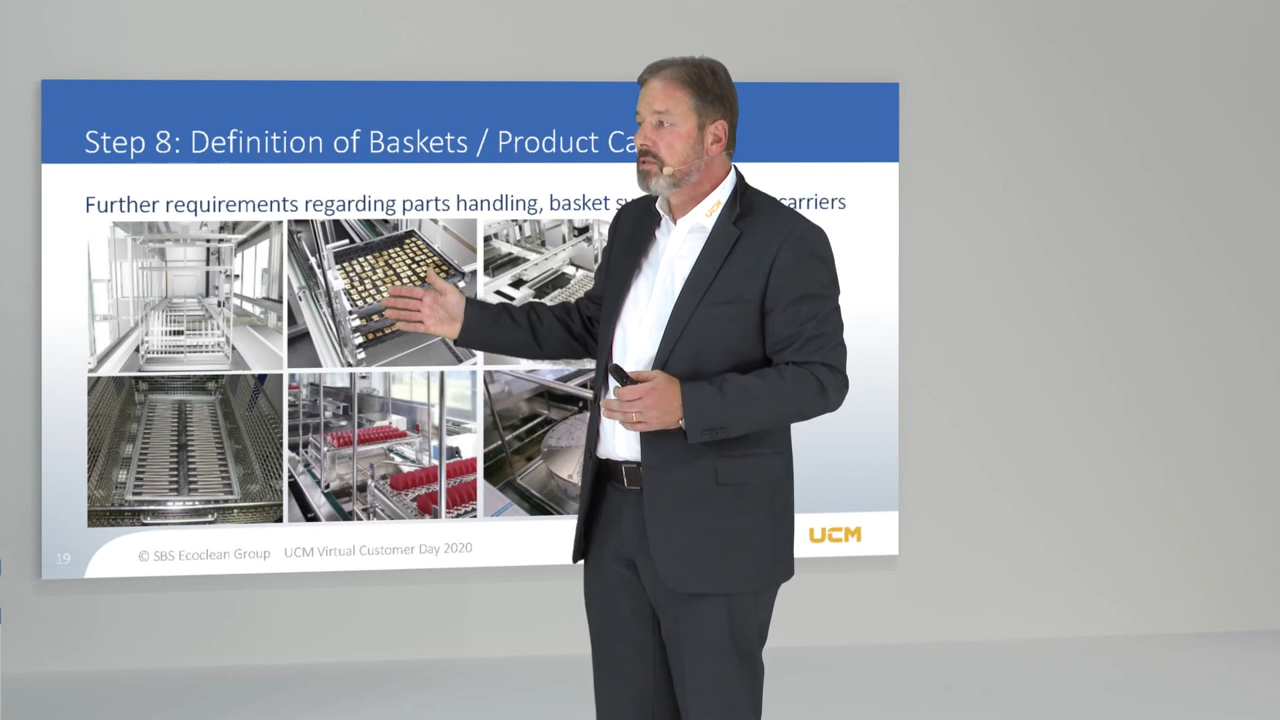 Step 8: Definition of Baskets / Product Ca
Further requirements regarding parts handling, basket sy carriers
19
© SBS Ecoclean Group UCM Virtual Customer Day 2020
UCM
UCM